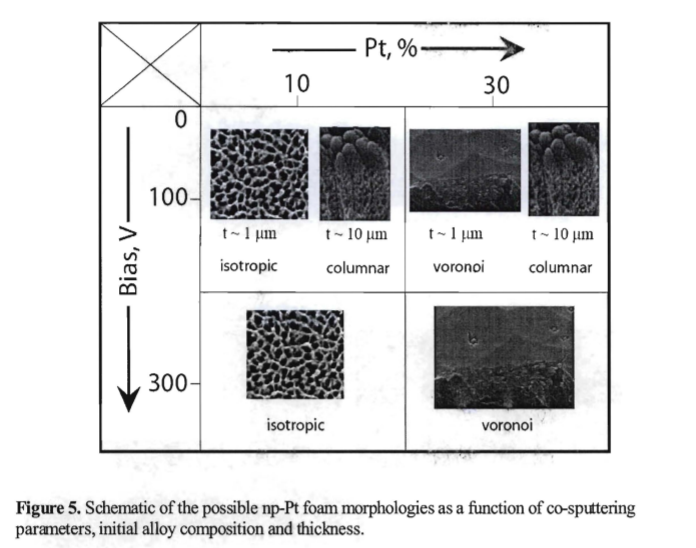 Pt, %
10 30
0
100
Bias, V
t ~ 1 µm t ~ 10 µm t ~ 1 µm t ~ 10 µm
isotropic columnar voronoi columnar
300
isotropic voronoi
Figure 5. Schematic of the possible np-Pt foam morphologies as a function of co-sputtering
parameters, initial alloy composition and thickness.